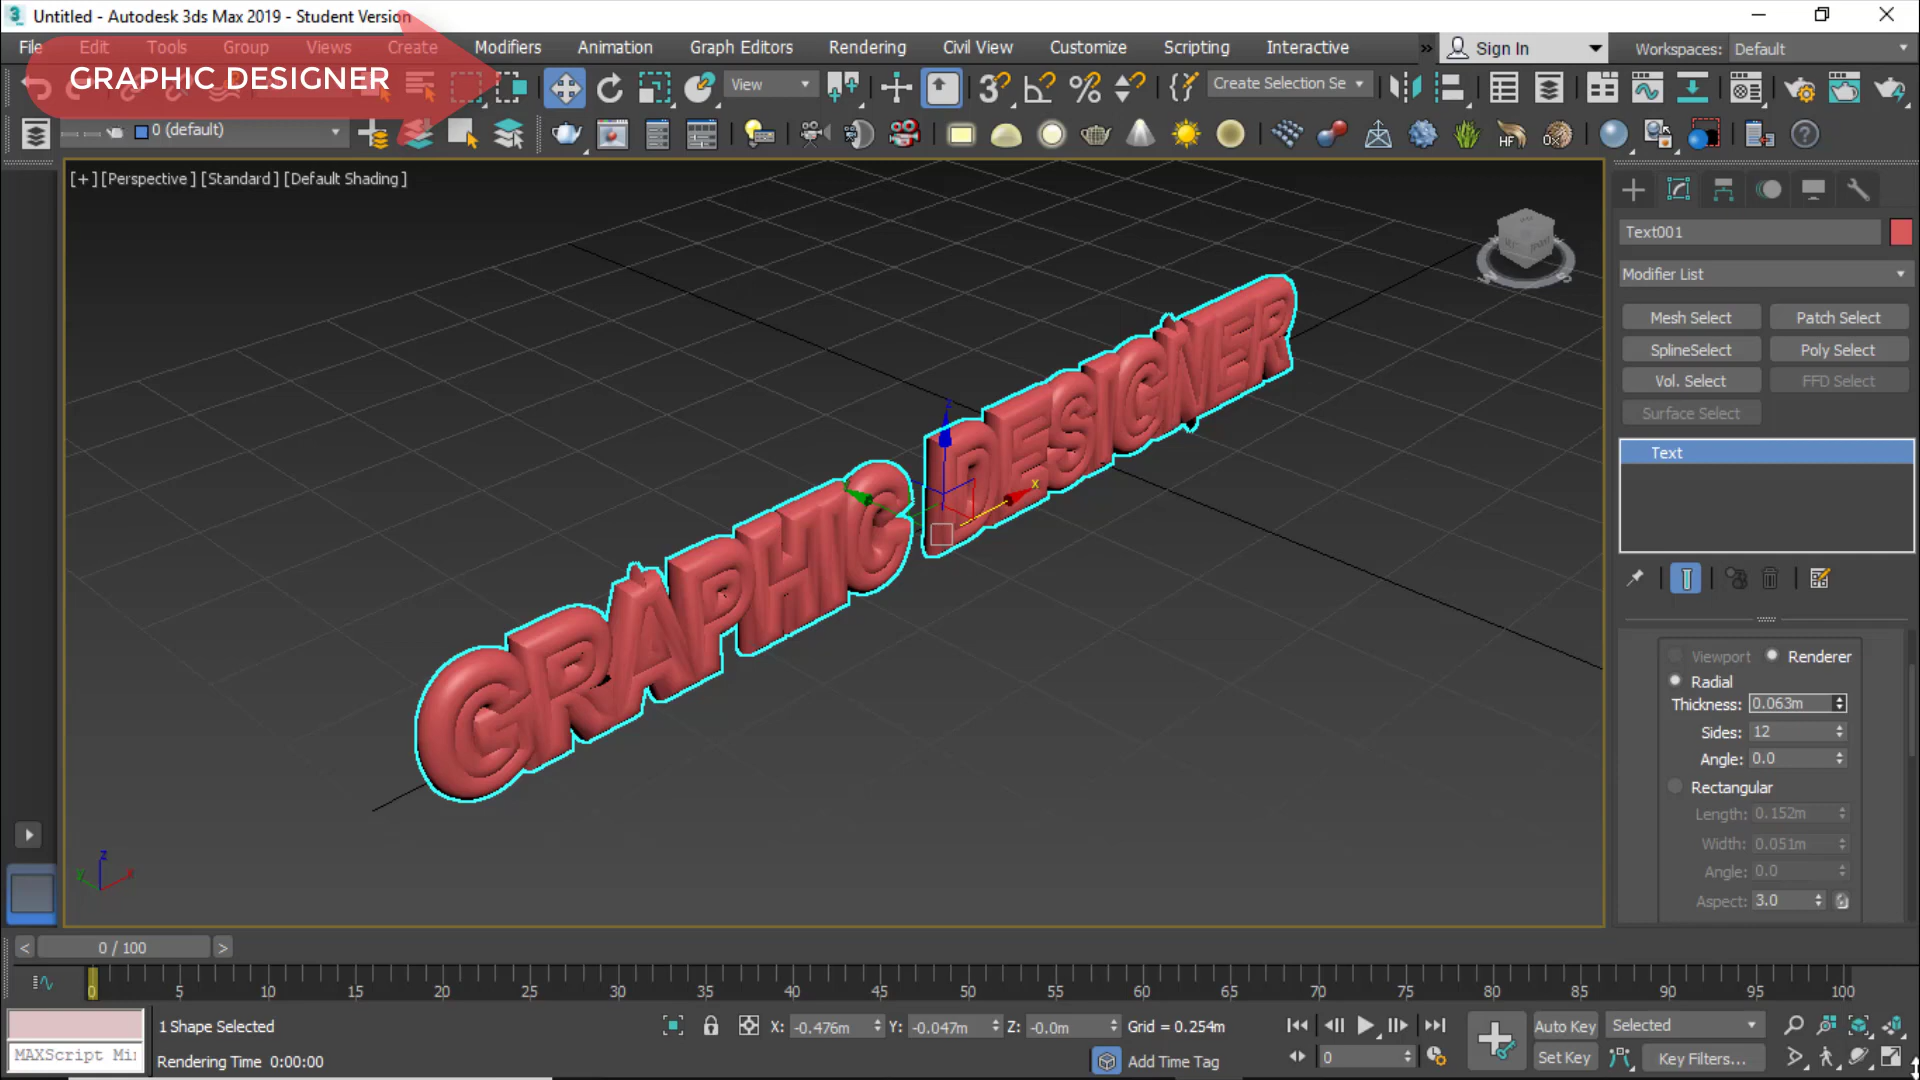 Untitled - Autodesk 3ds Max 2019 - Student Version
File Edit Tools Group Views Create Modifiers Animation Graph Editors Rendering Civil View Customize Scripting Interactive » Sign In Workspaces: Default
GRAPHIC DESIGNER
View
Create Selection Se
0 (default)
[+] [Perspective] [Standard] [Default Shading]
GRAPHIC DESIGNER
z
x
Text001
Modifier List
Mesh Select Patch Select
SplineSelect Poly Select
Vol. Select FFD Select
Surface Select
Text
Viewport Renderer
Radial
Thickness: 0.063m
Sides: 12
Angle: 0.0
Rectangular
Length: 0.152m
Width: 0.051m
Angle: 0.0
Aspect: 3.0
z
y x
< 0 / 100 >
0 5 10 15 20 25 30 35 40 45 50 55 60 65 70 75 80 85 90 95 100
1 Shape Selected X: -0.476m Y: -0.047m Z: -0.0m Grid = 0.254m Auto Key Selected
MAXScript Mi
Rendering Time 0:00:00 Add Time Tag 0 Set Key Key Filters...